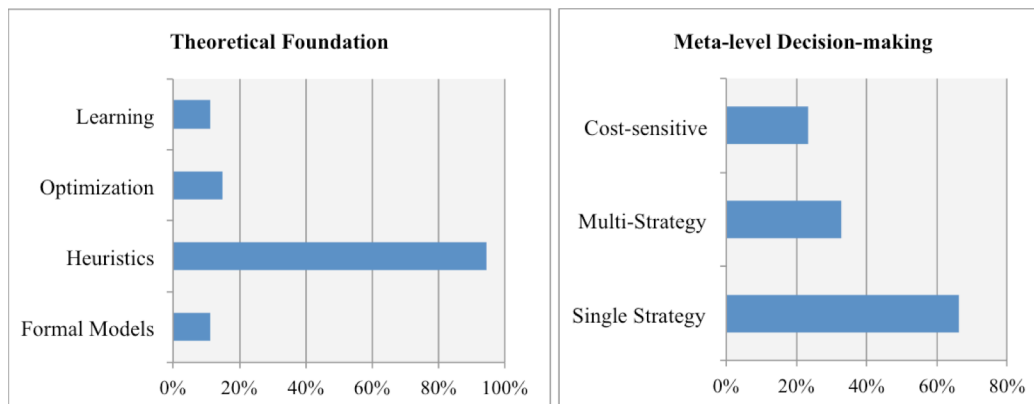 Theoretical Foundation
Learning
Optimization
Heuristics
Formal Models
0% 20% 40% 60% 80% 100%
Meta-level Decision-making
Cost-sensitive
Multi-Strategy
Single Strategy
0% 20% 40% 60% 80%